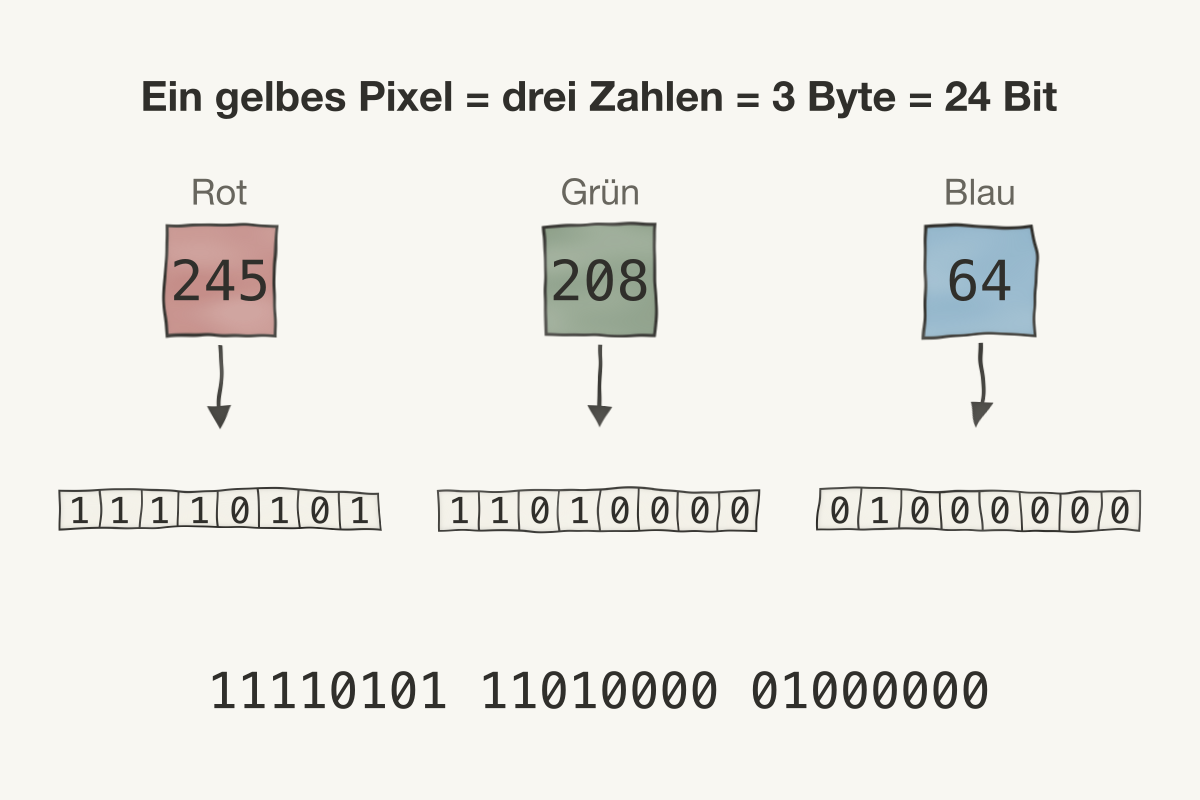 Ein gelbes Pixel = drei Zahlen = 3 Byte = 24 Bit
Rot Grün Blau
245 208 64
1 1 1 1 0 1 0 1 1 1 0 1 0 0 0 0 0 1 0 0 0 0 0 0
11110101 11010000 01000000